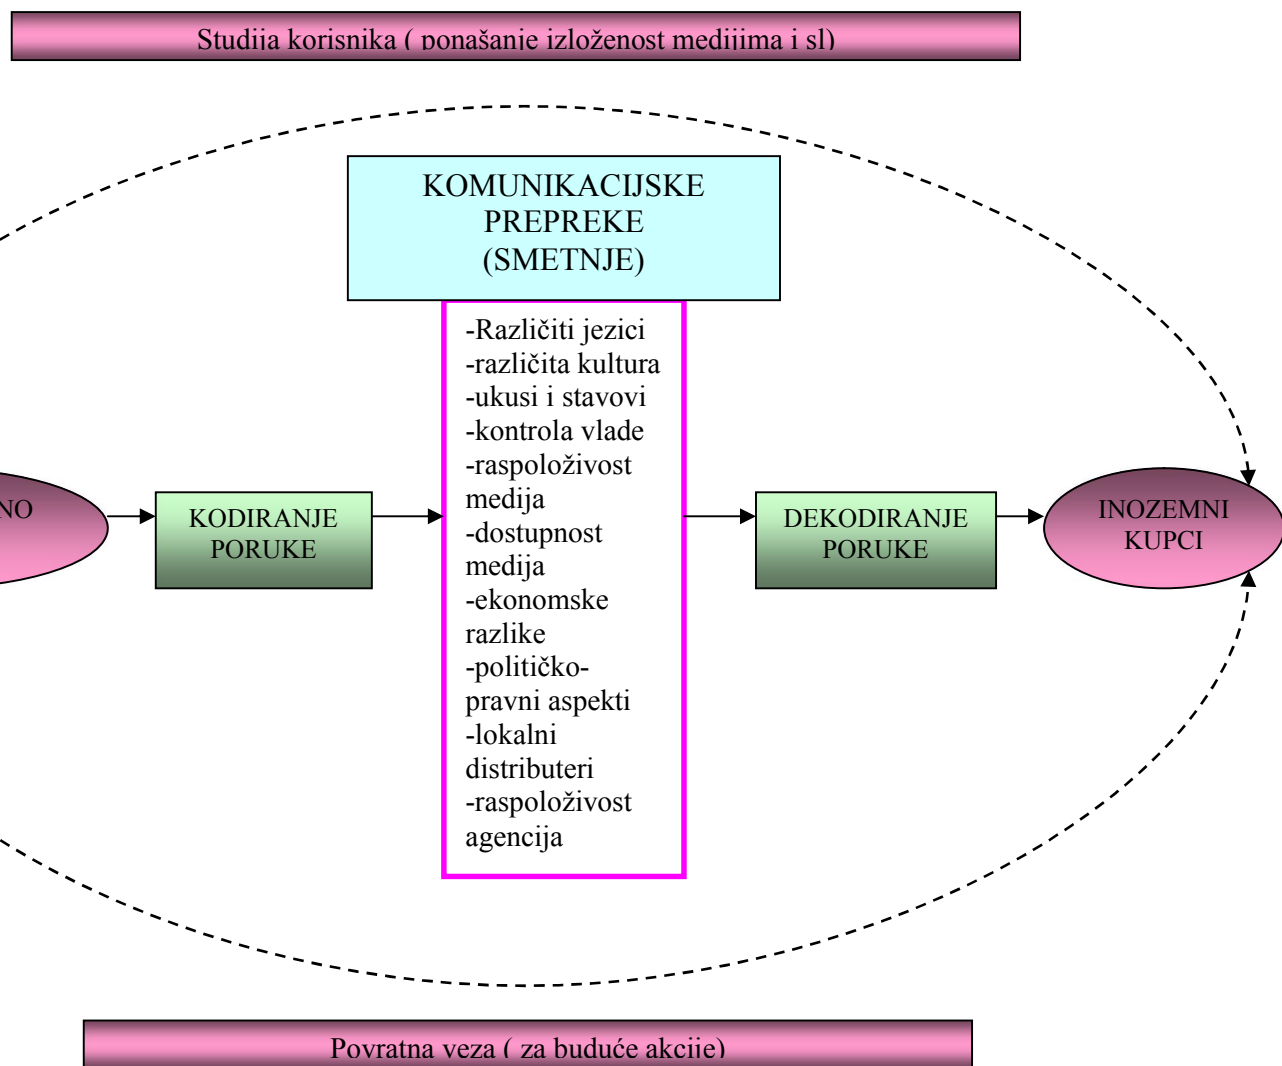 Studija korisnika ( ponašanje izloženost medijima i sl)
KOMUNIKACIJSKE
PREPREKE
(SMETNJE)
-Različiti jezici
-različita kultura
-ukusi i stavovi
-kontrola vlade
-raspoloživost
medija
-dostupnost
medija
-ekonomske
razlike
-političko-
pravni aspekti
-lokalni
distributeri
-raspoloživost
agencija
NO
KODIRANJE
PORUKE
DEKODIRANJE
PORUKE
INOZEMNI
KUPCI
Povratna veza ( za buduće akcije)